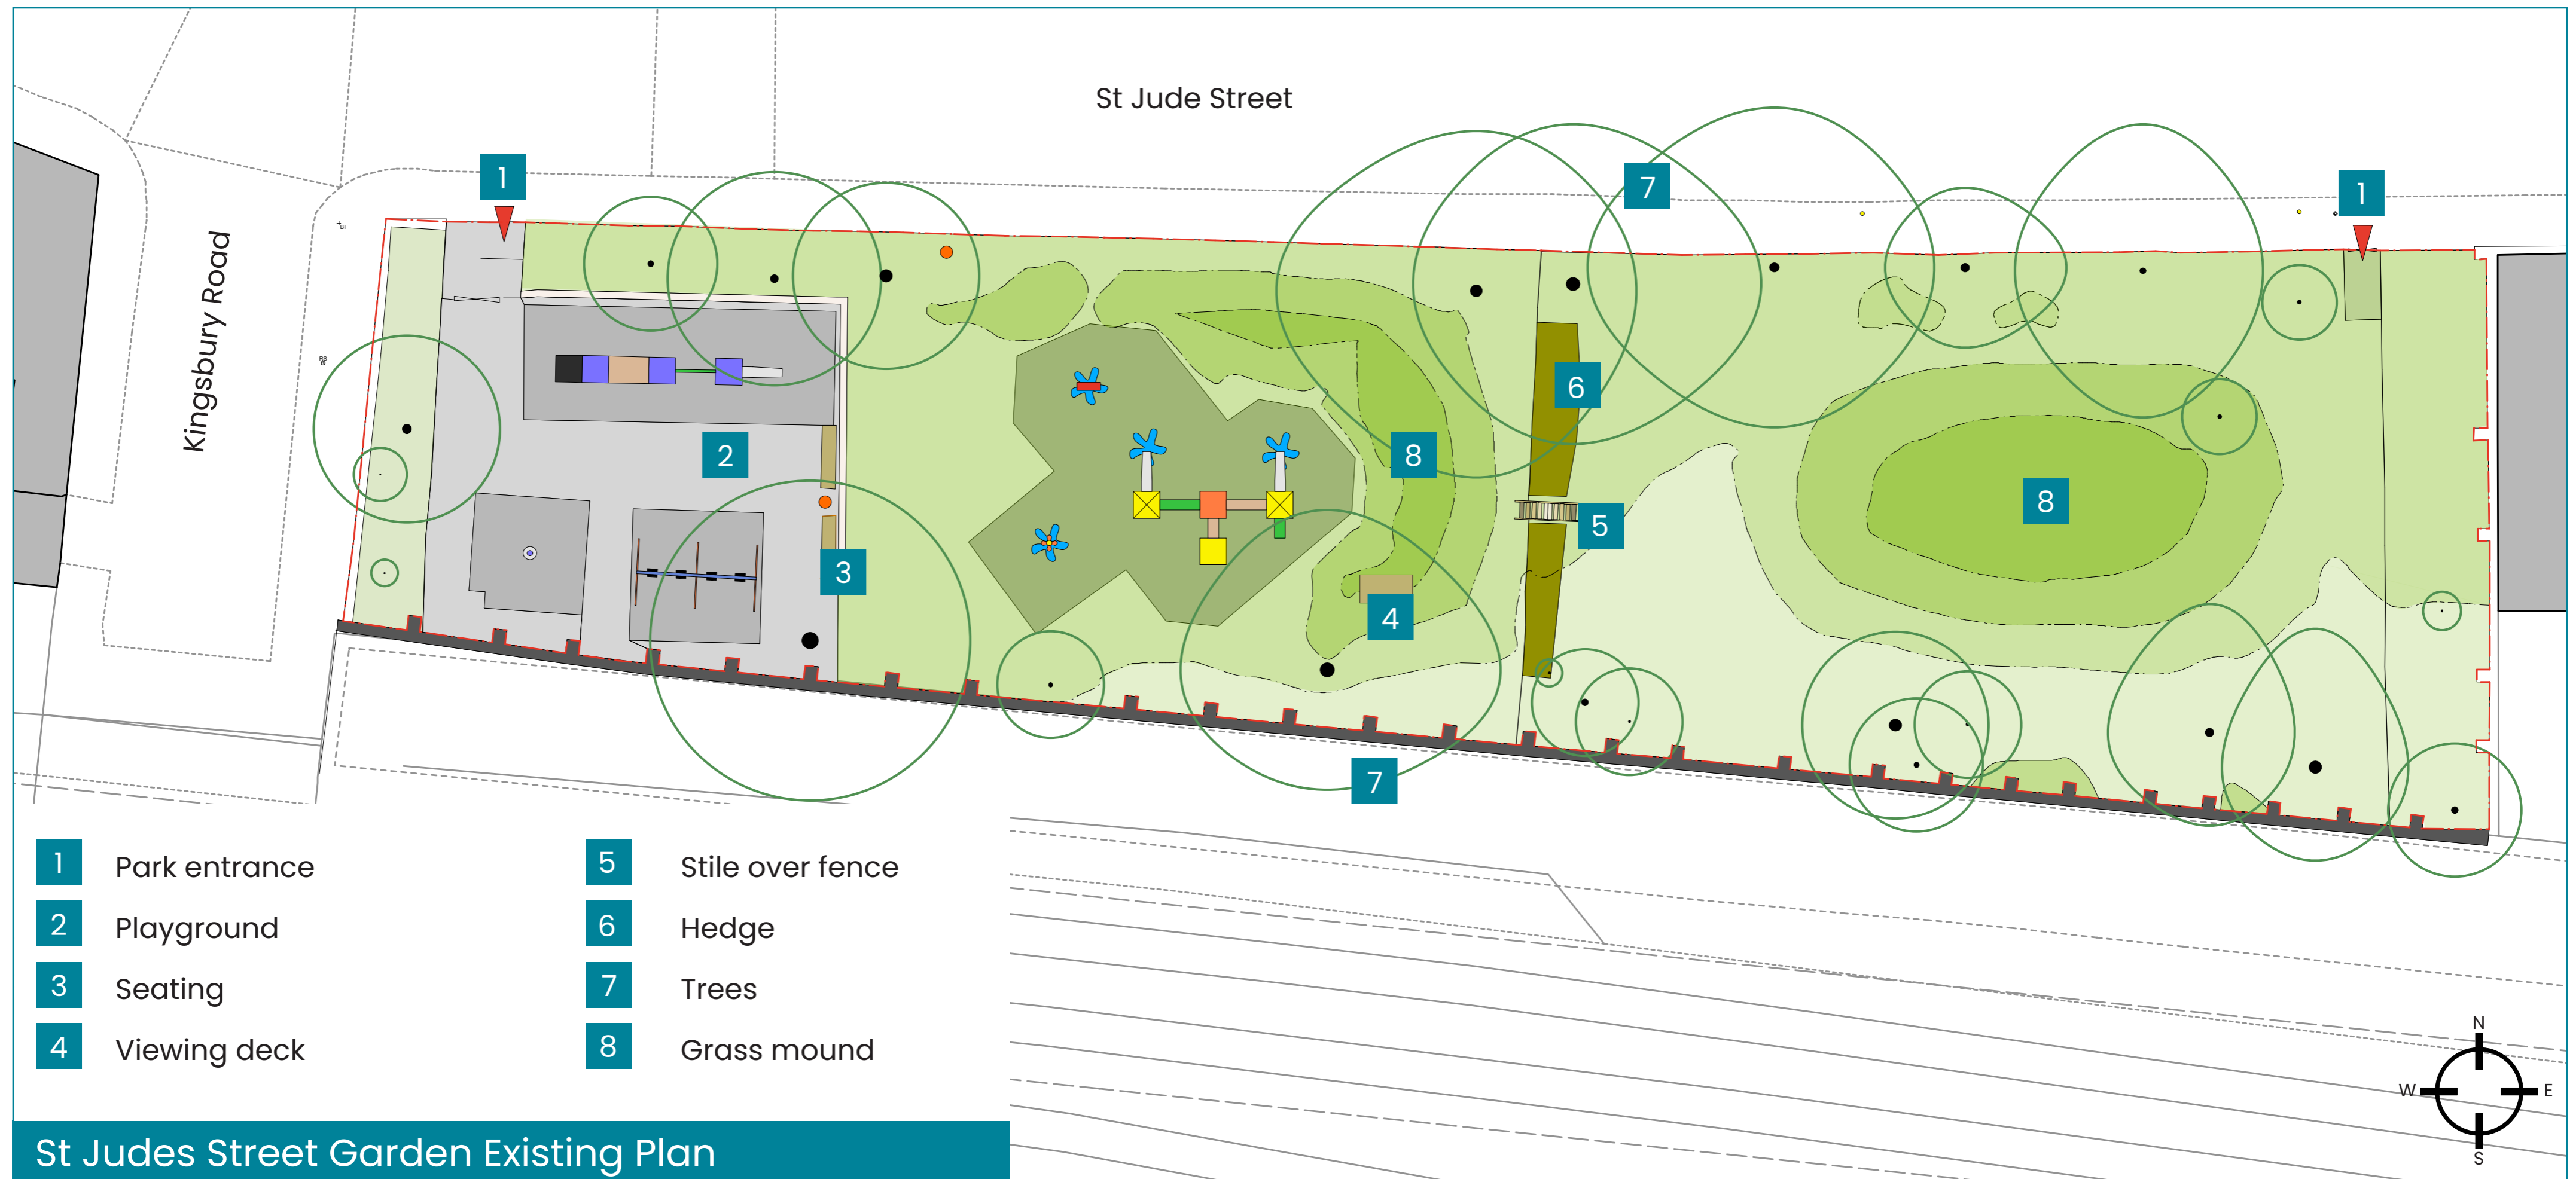 St Jude Street
1
7
1
Kingsbury Road
RS
6
2
8
8
5
3
4
7
1 Park entrance
2 Playground
3 Seating
4 Viewing deck
5 Stile over fence
6 Hedge
7 Trees
8 Grass mound
N
W E
S
St Judes Street Garden Existing Plan